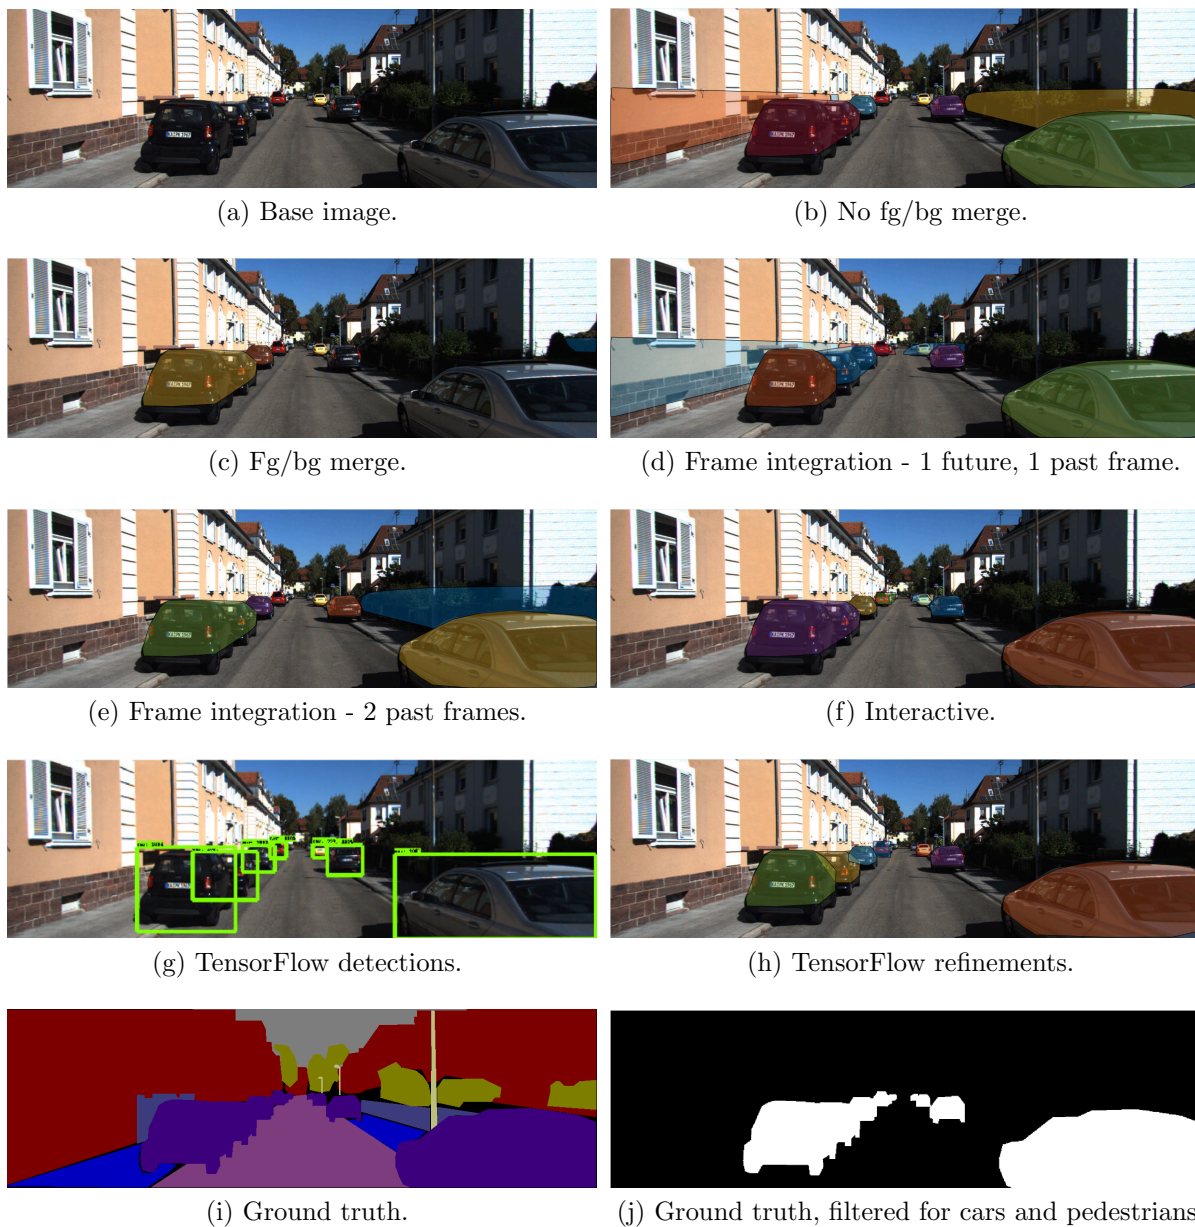 (a) Base image.
(b) No fg/bg merge.
(c) Fg/bg merge.
(d) Frame integration - 1 future, 1 past frame.
(e) Frame integration - 2 past frames.
(f) Interactive.
(g) TensorFlow detections.
(h) TensorFlow refinements.
(i) Ground truth.
(j) Ground truth, filtered for cars and pedestrians